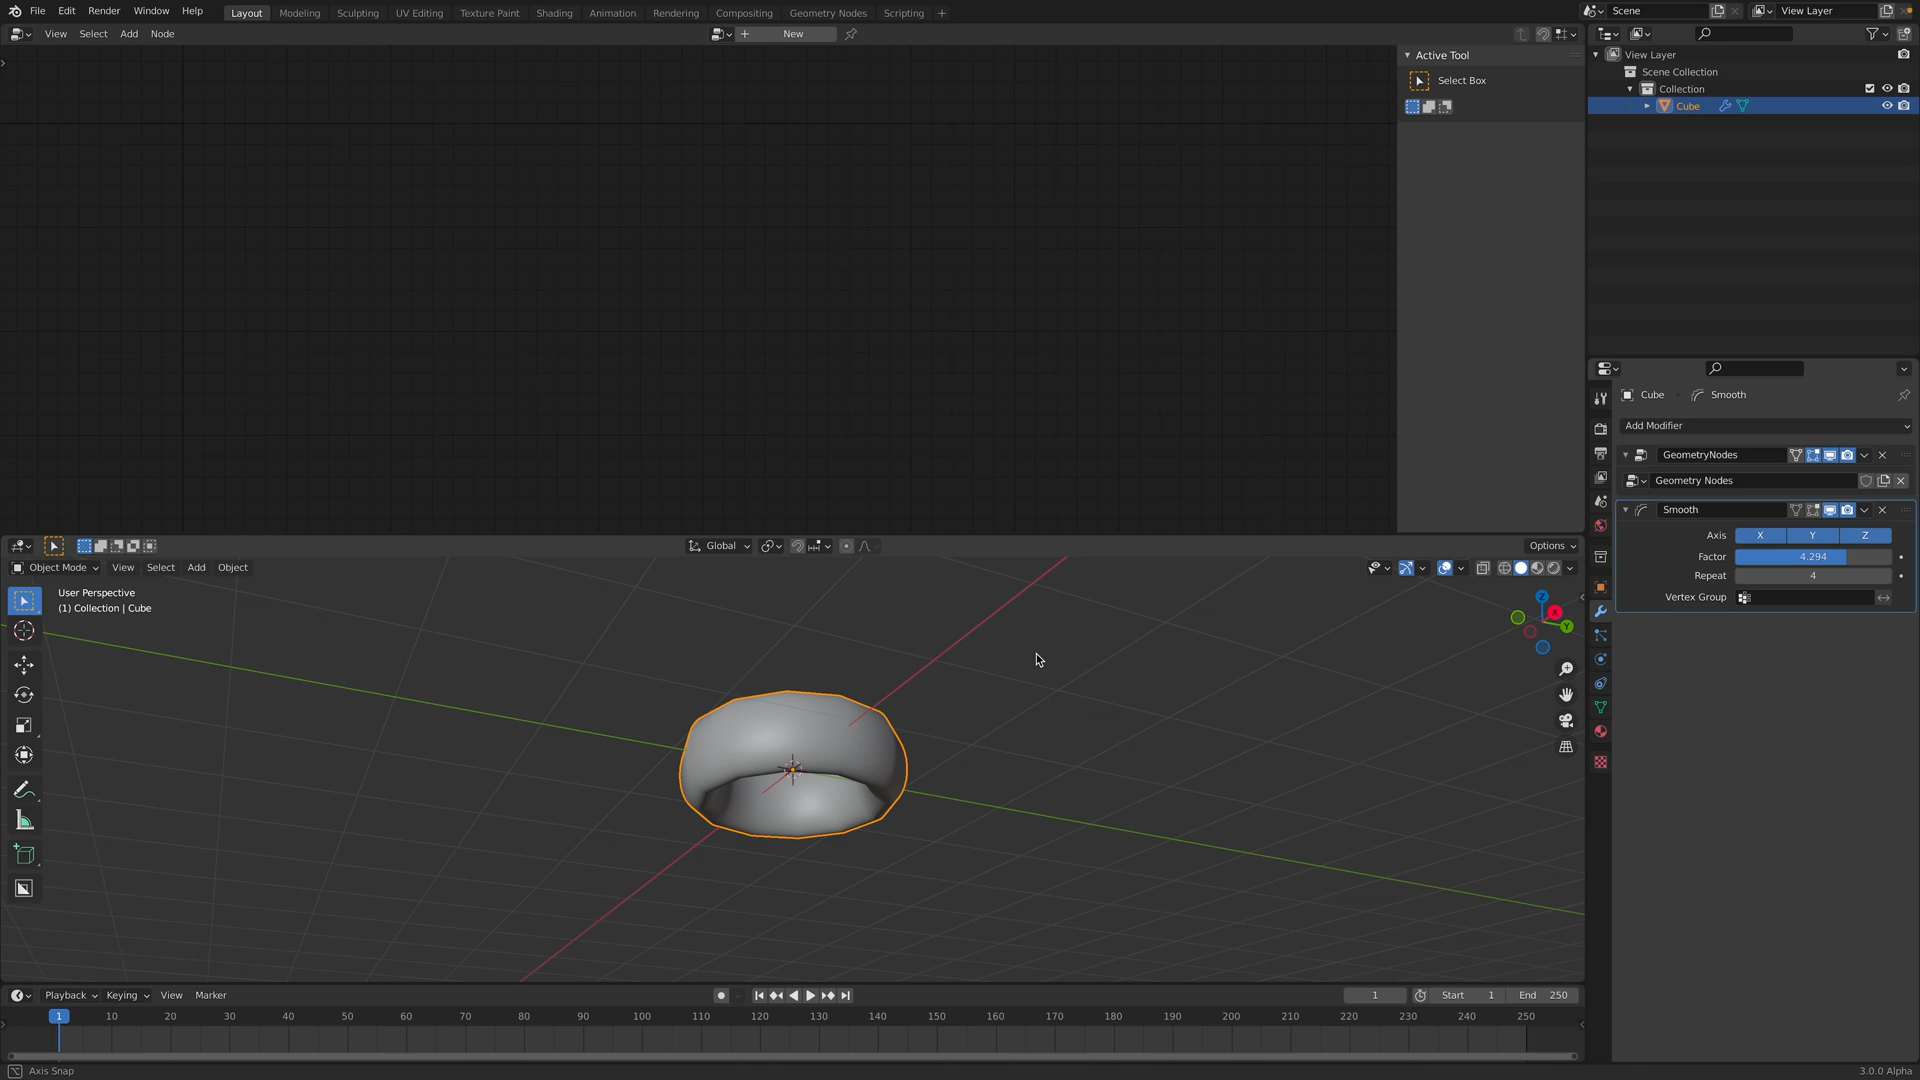 File Edit Render Window Help Layout Modeling Sculpting UV Editing Texture Paint Shading Animation Rendering Compositing Geometry Nodes Scripting + Scene View Layer
View Select Add Node New
Active Tool
Select Box
View Layer
Scene Collection
Collection
Cube
Cube Smooth
Add Modifier
GeometryNodes
Geometry Nodes
Smooth
Axis X Y Z
Factor 4.294
Repeat 4
Vertex Group
Global Options
Object Mode View Select Add Object
User Perspective
(1) Collection | Cube
Z
X
Y
Playback Keying View Marker 1 Start 1 End 250
1 10 20 30 40 50 60 70 80 90 100 110 120 130 140 150 160 170 180 190 200 210 220 230 240 250
Axis Snap 3.0.0 Alpha